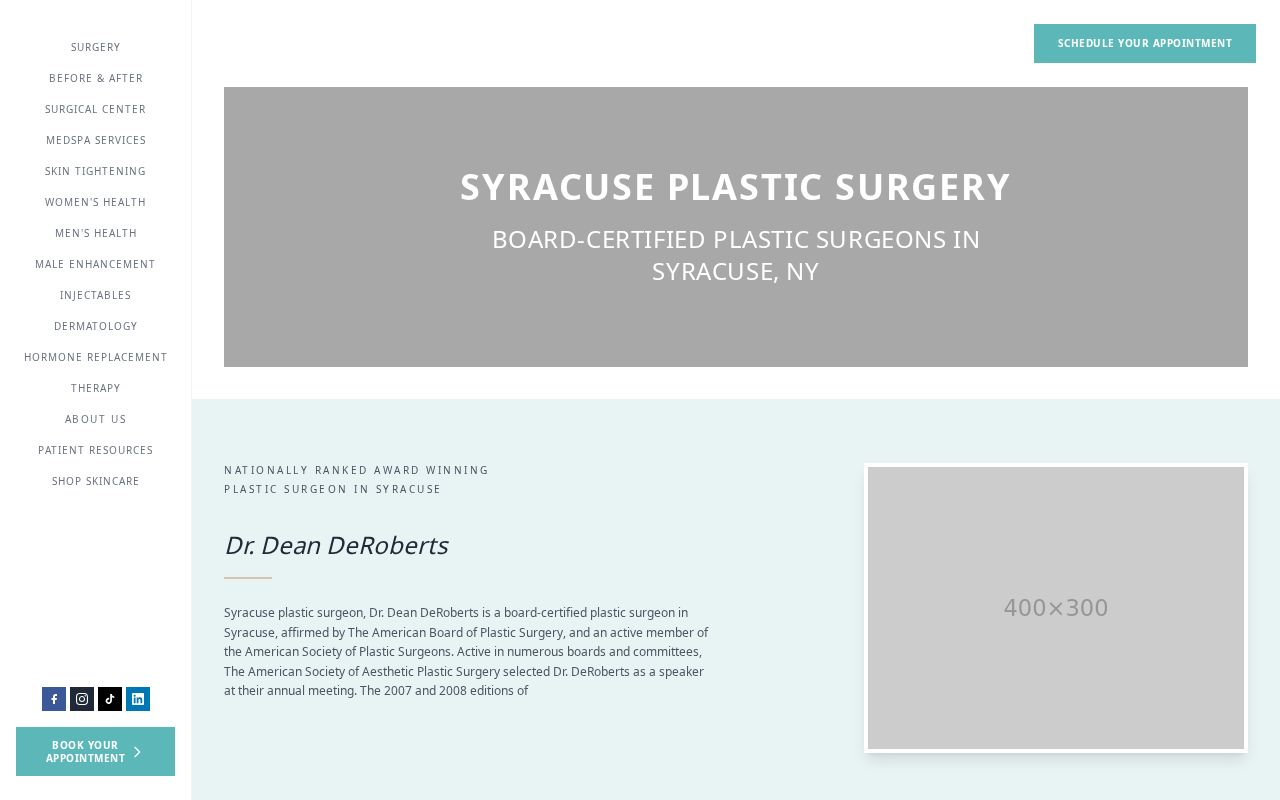 SURGERY
BEFORE & AFTER
SURGICAL CENTER
MEDSPA SERVICES
SKIN TIGHTENING
WOMEN'S HEALTH
MEN'S HEALTH
MALE ENHANCEMENT
INJECTABLES
DERMATOLOGY
HORMONE REPLACEMENT
THERAPY
ABOUT US
PATIENT RESOURCES
SHOP SKINCARE
BOOK YOUR
APPOINTMENT
SCHEDULE YOUR APPOINTMENT
SYRACUSE PLASTIC SURGERY
BOARD-CERTIFIED PLASTIC SURGEONS IN
SYRACUSE, NY
NATIONALLY RANKED AWARD WINNING
PLASTIC SURGEON IN SYRACUSE
Dr. Dean DeRoberts
Syracuse plastic surgeon, Dr. Dean DeRoberts is a board-certified plastic surgeon in
Syracuse, affirmed by The American Board of Plastic Surgery, and an active member of
the American Society of Plastic Surgeons. Active in numerous boards and committees,
The American Society of Aesthetic Plastic Surgery selected Dr. DeRoberts as a speaker
at their annual meeting. The 2007 and 2008 editions of
400×300